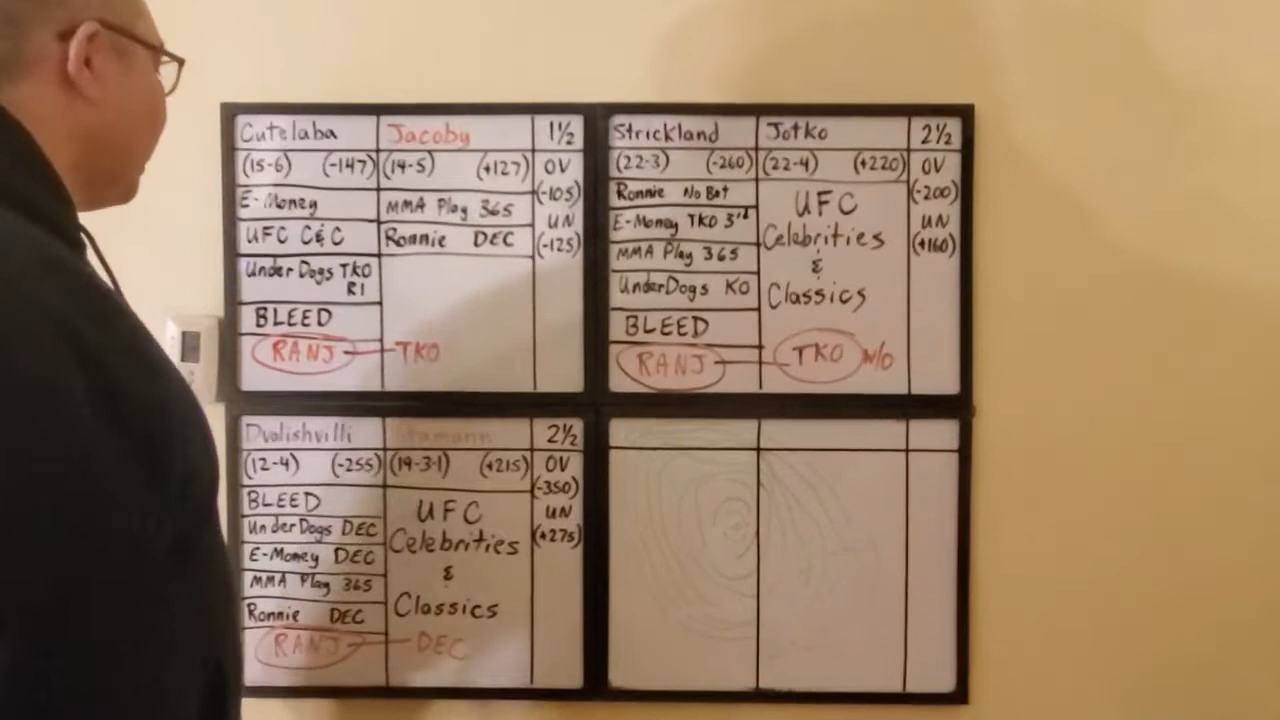 Cutelaba Jacoby 1½
(15-6) (-147) (14-5) (+127) OV
(-105)
E-Money MMA Play 365 UN
UFC C&C Ronnie DEC (-125)
UnderDogs TKO
R1
BLEED
RANJ TKO
Strickland Jotko 2½
(22-3) (-260) (22-4) (+220) OV
Ronnie No Bet UFC (-200)
E-Money TKO 3rd Celebrities UN
MMA Play 365 & (+160)
UnderDogs KO Classics
BLEED
RANJ TKO N/O
Dvalishvilli Stamann 2½
(12-4) (-255) (19-3-1) (+215) OV
BLEED UFC (-350)
UnderDogs DEC Celebrities UN
E-Money DEC & (+275)
MMA Play 365 Classics
Ronnie DEC
RANJ DEC